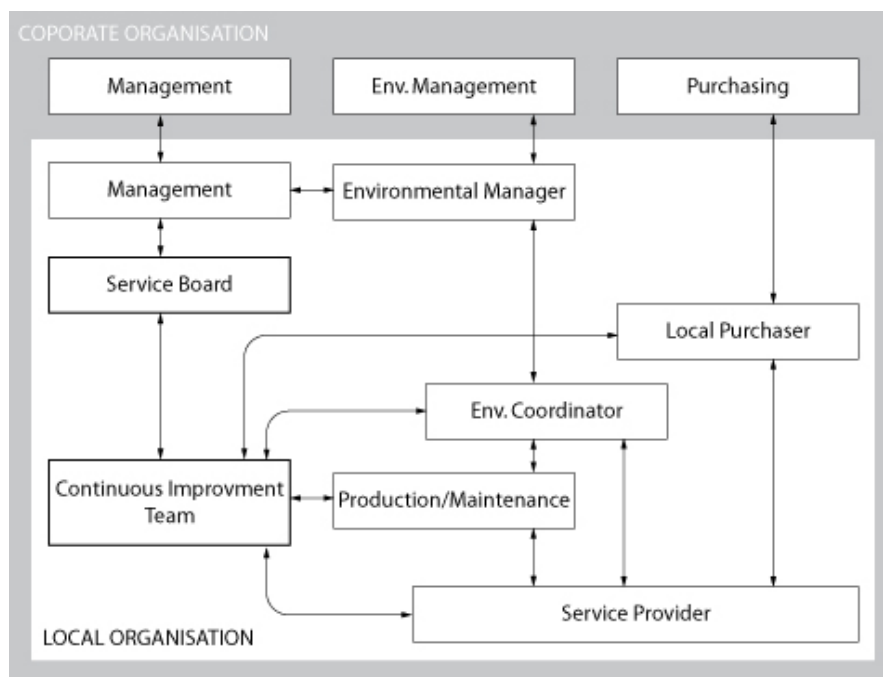 COPORATE ORGANISATION
Management
Env. Management
Purchasing
Management
Environmental Manager
Service Board
Local Purchaser
Env. Coordinator
Continuous Improvment
Team
Production/Maintenance
Service Provider
LOCAL ORGANISATION